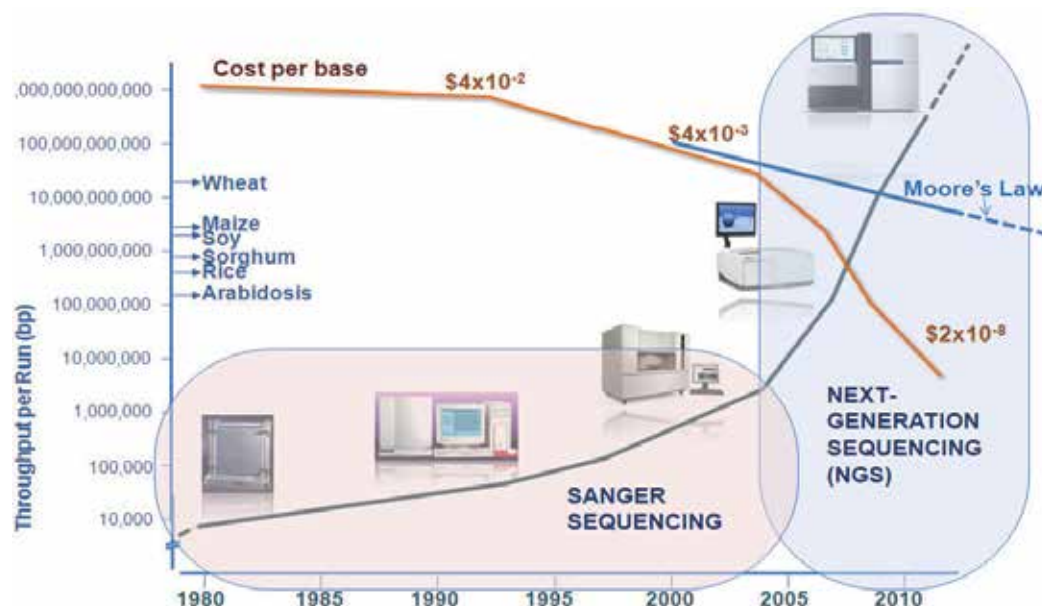 Cost per base
$4x10-2
$4x10-3
,000,000,000,000
100,000,000,000
10,000,000,000
1,000,000,000
100,000,000
10,000,000
1,000,000
100,000
10,000
Throughput per Run (bp)
Wheat
Maize
Soy
Sorghum
Rice
Arabidosis
Moore's Law
$2x10-8
NEXT-
GENERATION
SEQUENCING
(NGS)
SANGER
SEQUENCING
1980 1985 1990 1995 2000 2005 2010